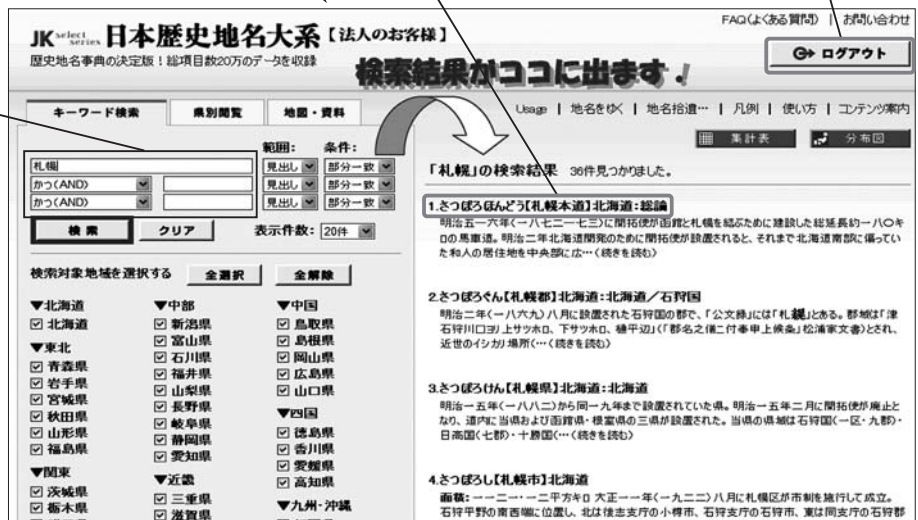 FAQ(よくある質問) | お問い合わせ
JK select series 日本歴史地名大系【法人のお客様】
歴史地名事典の決定版！総項目数20万のデータを収録
ログアウト
検索結果がココに出ます！
キーワード検索 県別閲覧 地図・資料
Usage | 地名をゆく | 地名拾遺… | 凡例 | 使い方 | コンテンツ案内
集計表 分布図
範囲: 条件:
札幌 見出し 部分一致
かつ(AND) 見出し 部分一致
かつ(AND) 見出し 部分一致
検索 クリア 表示件数: 20件
検索対象地域を選択する 全選択 全解除
▼北海道
北海道
▼東北
青森県
岩手県
宮城県
秋田県
山形県
福島県
▼関東
茨城県
栃木県
▼中部
新潟県
富山県
石川県
福井県
山梨県
長野県
岐阜県
静岡県
愛知県
▼近畿
三重県
滋賀県
▼中国
鳥取県
島根県
岡山県
広島県
山口県
▼四国
徳島県
香川県
愛媛県
高知県
▼九州・沖縄
「札幌」の検索結果 36件見つかりました。
1.さっぽろほんどう【札幌本道】北海道:総論
明治五―六年(一八七二―七三)に開拓使が函館と札幌を結ぶために建設した総延長約一八〇キ
ロの馬車道。明治二年北海道開発のために開拓使が設置されると、それまで北海道南部に偏ってい
た和人の居住地を中央部に広…(続きを読む)
2.さっぽろぐん【札幌郡】北海道:北海道／石狩国
明治二年(一八六九)八月に設置された石狩国の郡で、「公文録」には「札縨」とある。郡域は「津
石狩川口ヨリ上サツホロ、下サツホロ、樋平辺」(「郡名之儀ニ付奉申上候条」松浦家文書)とされ、
近世のイシカリ場所(…(続きを読む)
3.さっぽろけん【札幌県】北海道:北海道
明治一五年(一八八二)から同一九年まで設置されていた県。明治一五年二月に開拓使が廃止と
なり、道内に当県および函館県・根室県の三県が設置された。当県の県域は石狩国(一区・九郡)・
日高国(七郡)・十勝国(…(続きを読む)
4.さっぽろし【札幌市】北海道
面積:一一二一・一二平方キロ 大正一一年(一九二二)八月に札幌区が市制を施行して成立。
石狩平野の南西端に位置し、北は後志支庁の小樽市、石狩支庁の石狩市、東は同支庁の石狩郡